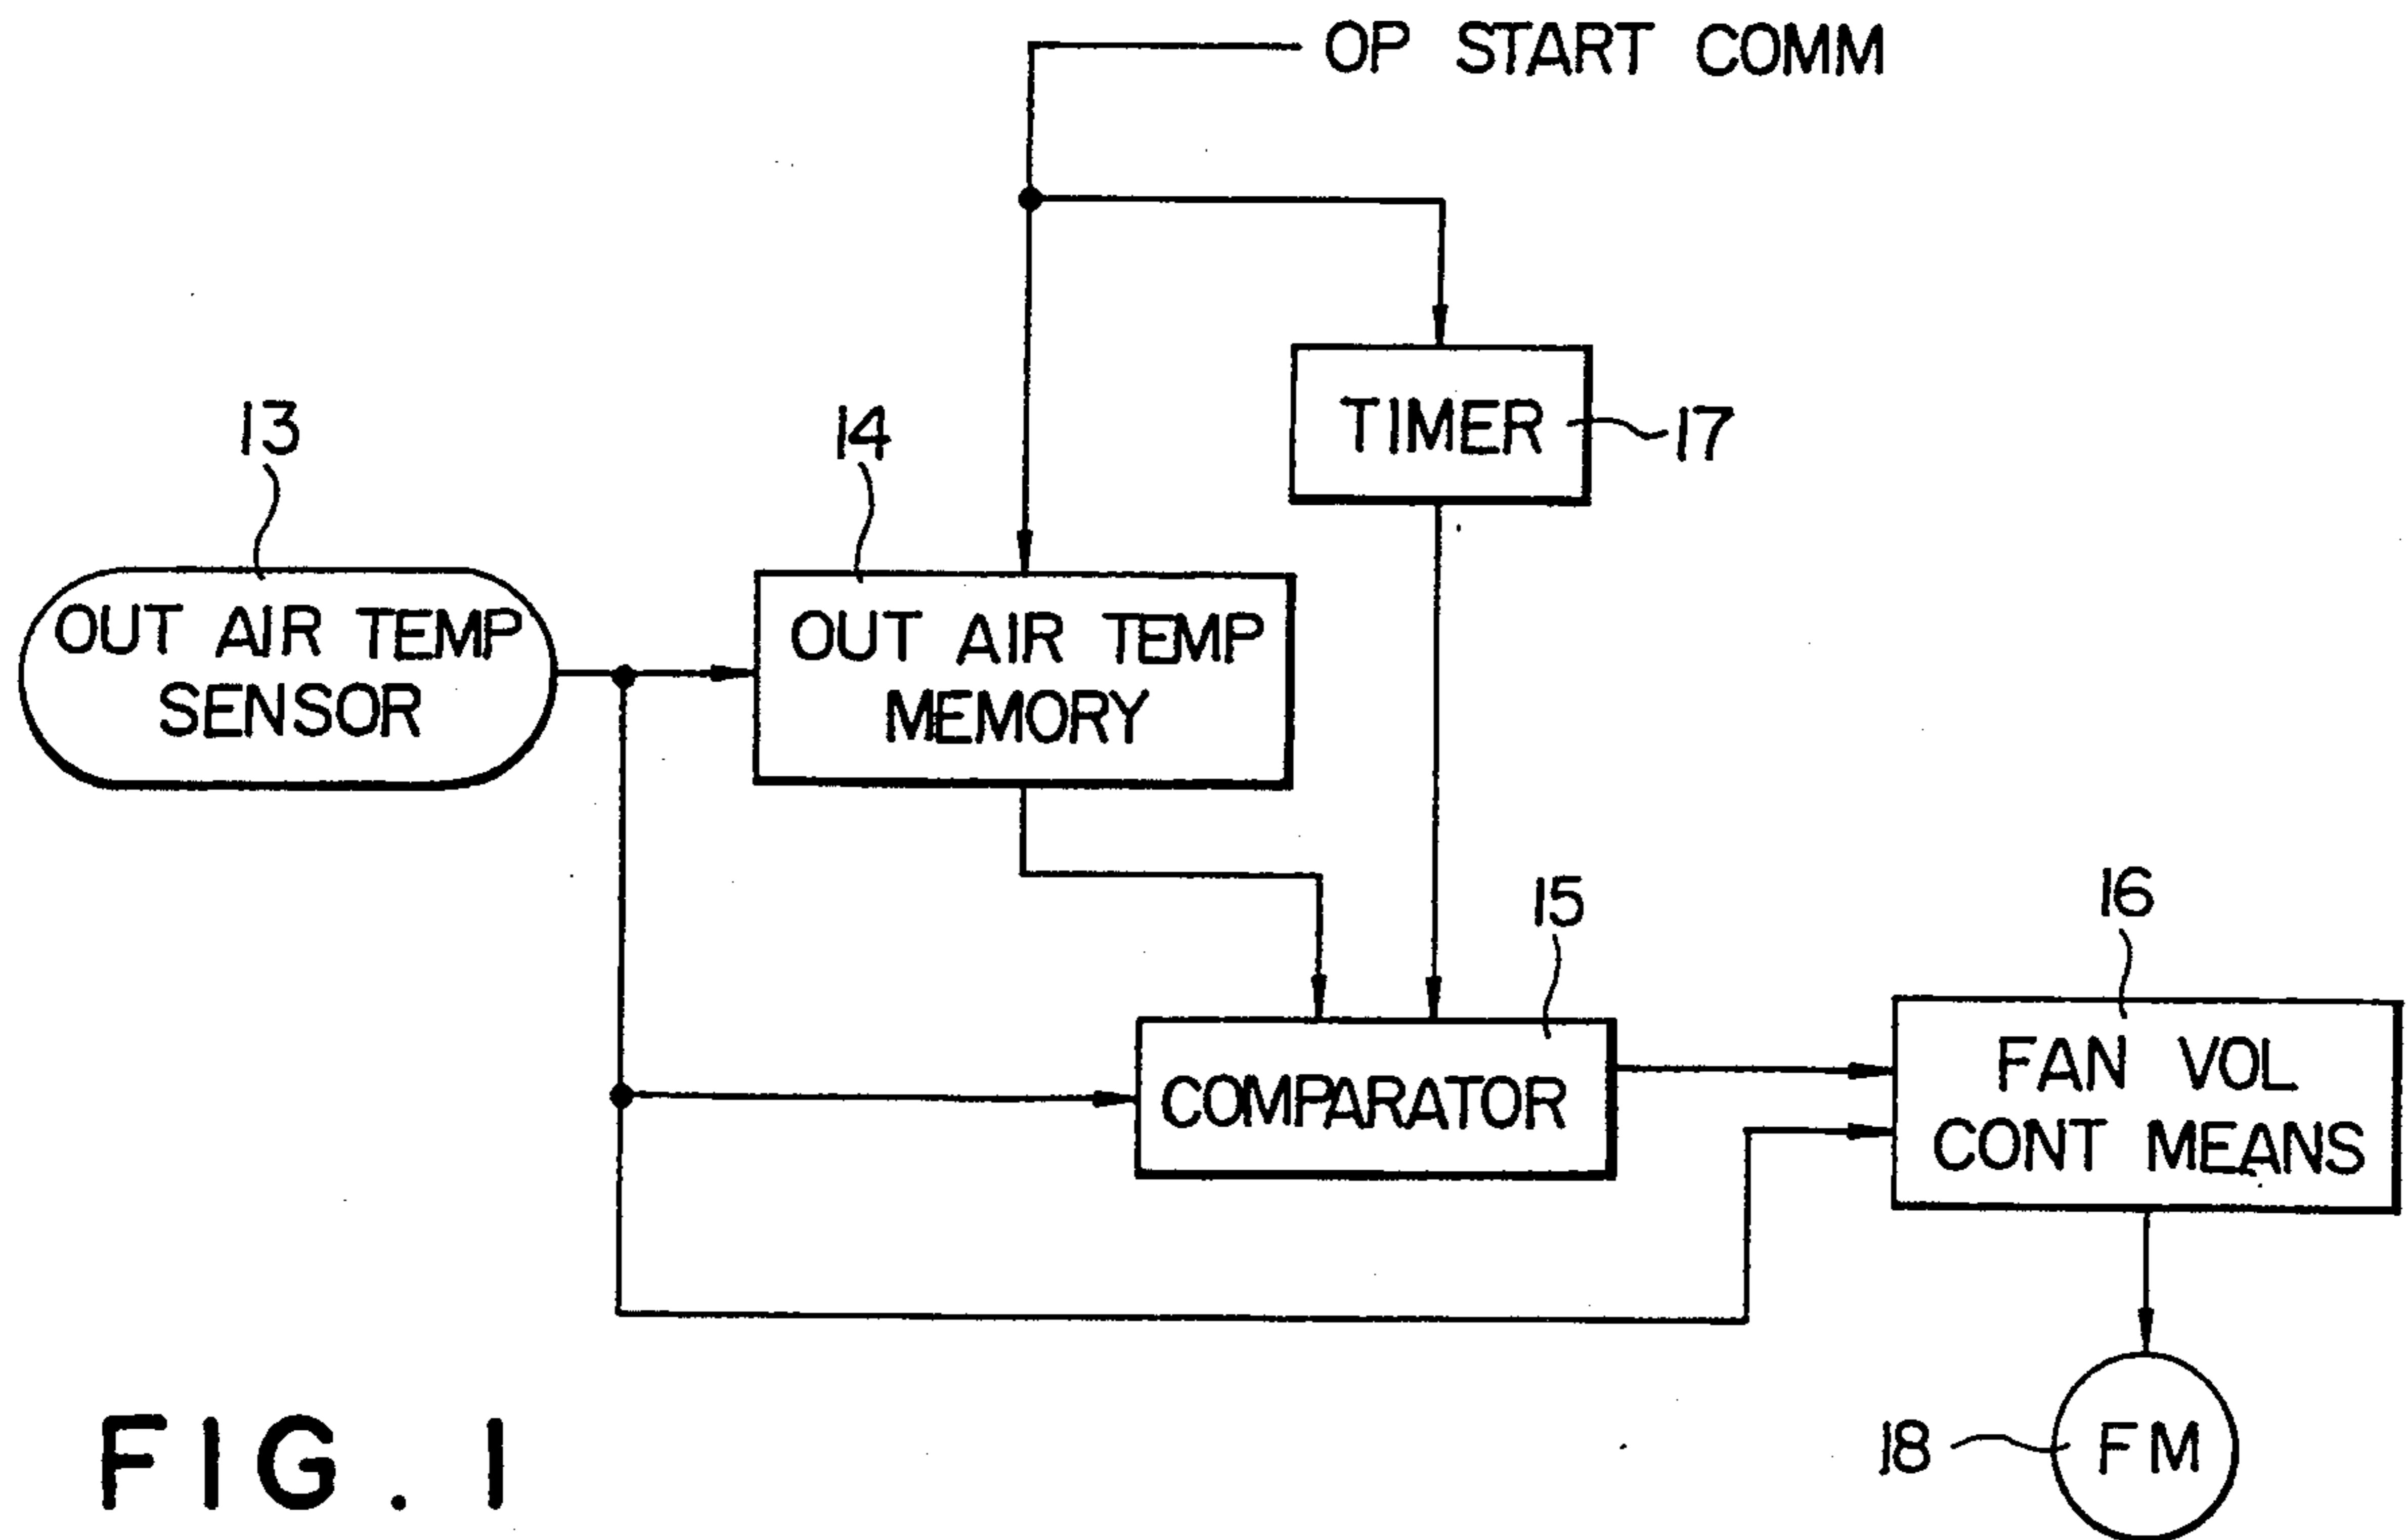 OP START COMM
TIMER
17
13
14
OUT AIR TEMP
SENSOR
OUT AIR TEMP
MEMORY
15
16
COMPARATOR
FAN VOL
CONT MEANS
18
FM
FIG. 1